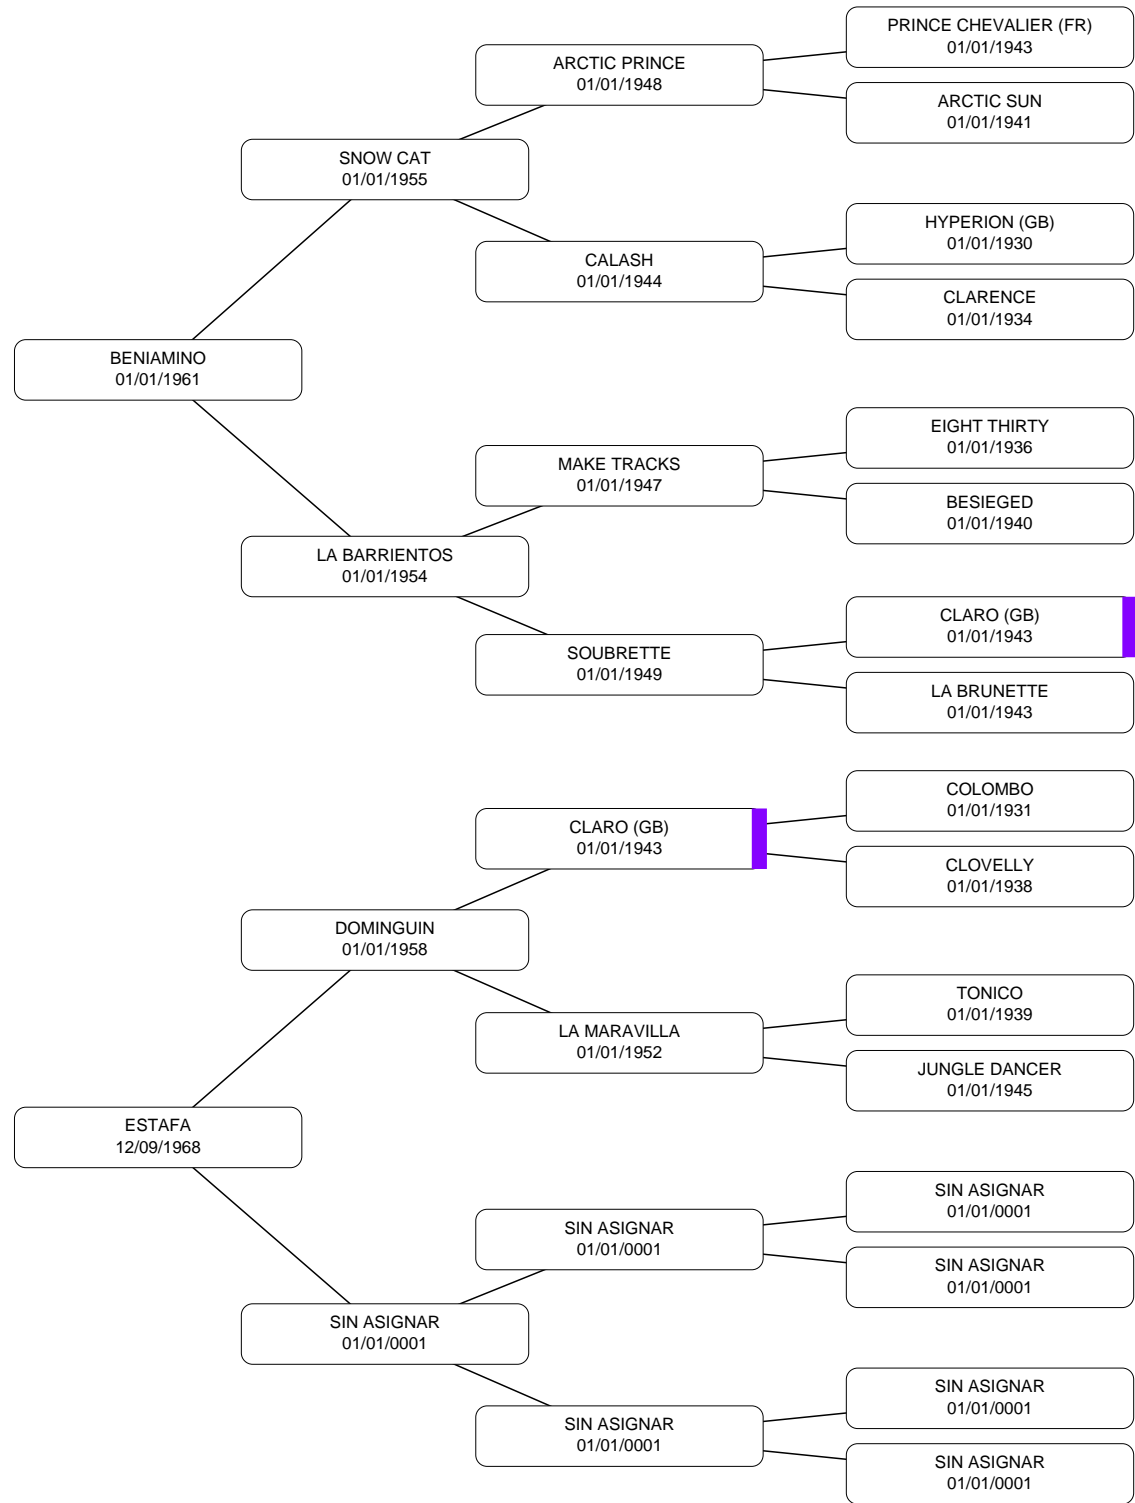 PRINCE CHEVALIER (FR)
01/01/1943
ARCTIC PRINCE
01/01/1948
ARCTIC SUN
01/01/1941
SNOW CAT
01/01/1955
HYPERION (GB)
01/01/1930
CALASH
01/01/1944
CLARENCE
01/01/1934
BENIAMINO
01/01/1961
EIGHT THIRTY
01/01/1936
MAKE TRACKS
01/01/1947
BESIEGED
01/01/1940
LA BARRIENTOS
01/01/1954
CLARO (GB)
01/01/1943
SOUBRETTE
01/01/1949
LA BRUNETTE
01/01/1943
COLOMBO
01/01/1931
CLARO (GB)
01/01/1943
CLOVELLY
01/01/1938
DOMINGUIN
01/01/1958
TONICO
01/01/1939
LA MARAVILLA
01/01/1952
JUNGLE DANCER
01/01/1945
ESTAFA
12/09/1968
SIN ASIGNAR
01/01/0001
SIN ASIGNAR
01/01/0001
SIN ASIGNAR
01/01/0001
SIN ASIGNAR
01/01/0001
SIN ASIGNAR
01/01/0001
SIN ASIGNAR
01/01/0001
SIN ASIGNAR
01/01/0001